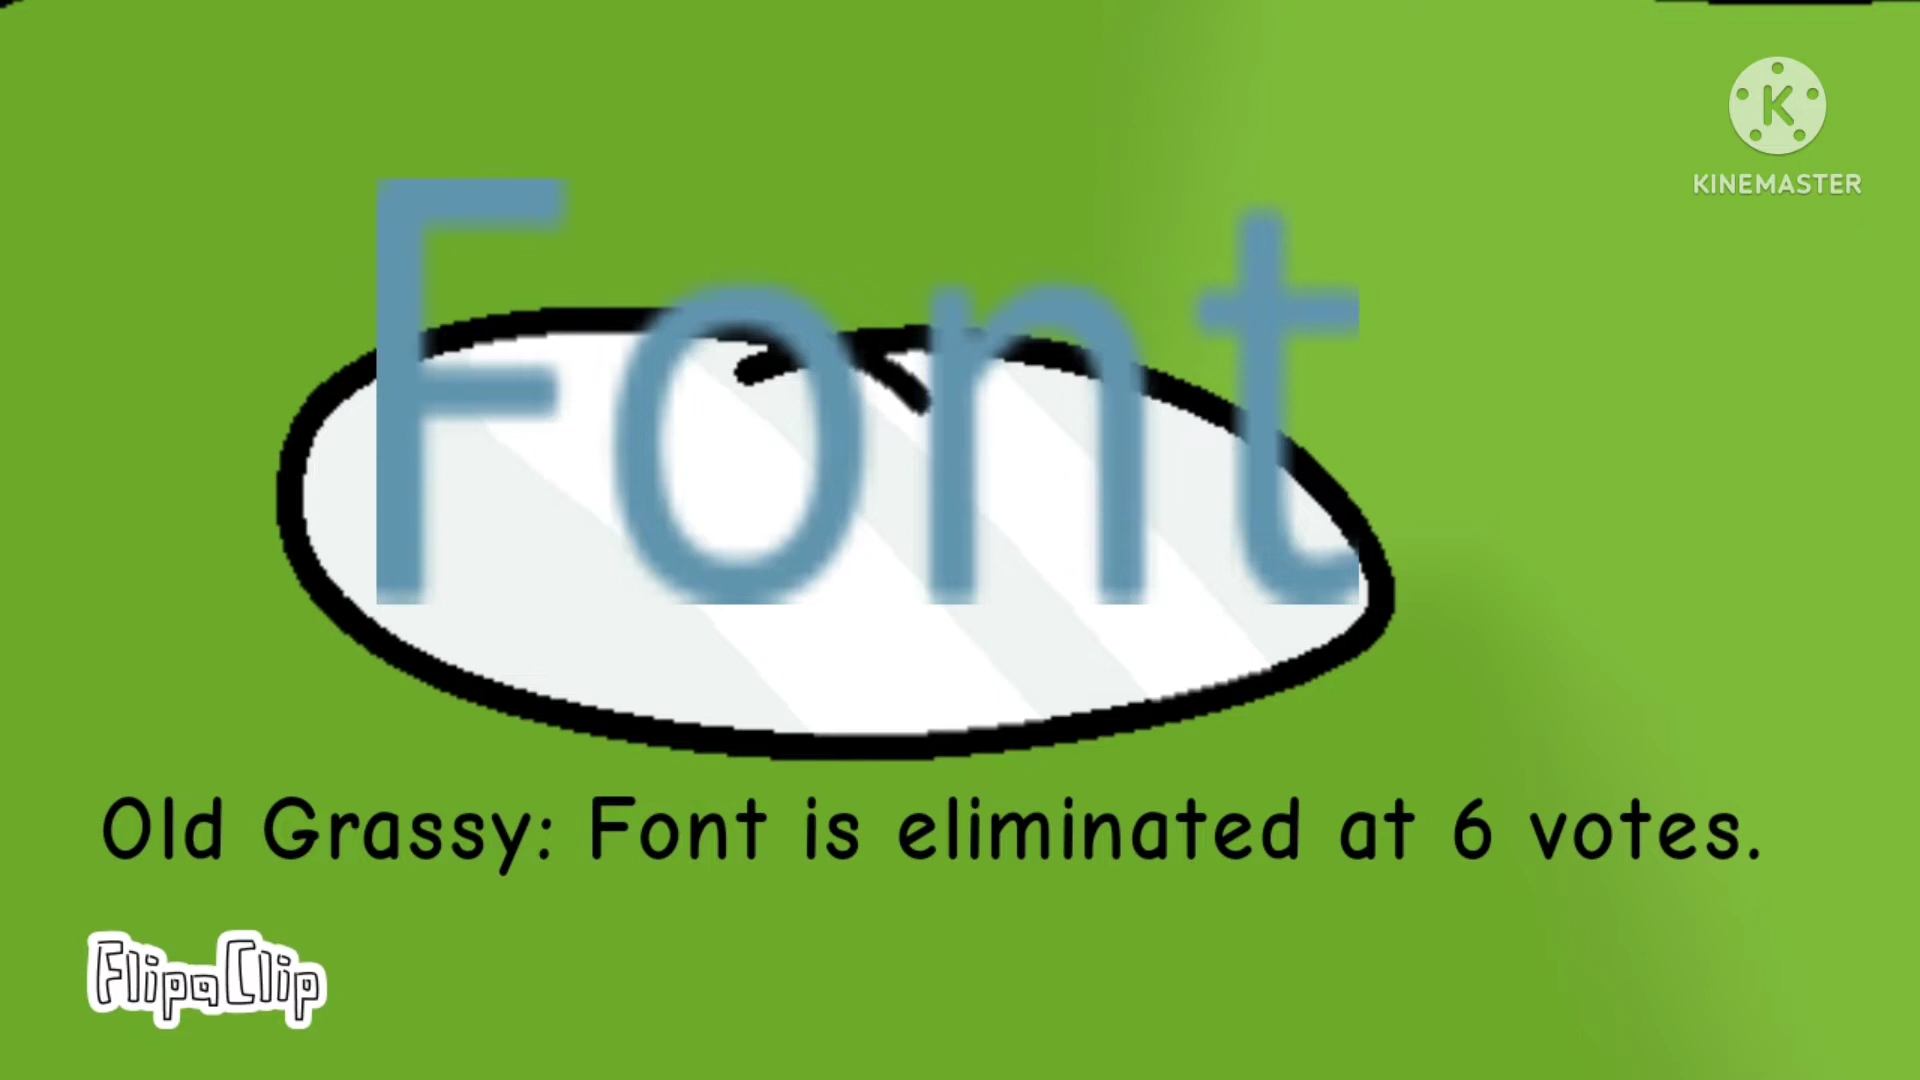 K
KINEMASTER
Font
Old Grassy: Font is eliminated at 6 votes.
FlipaClip